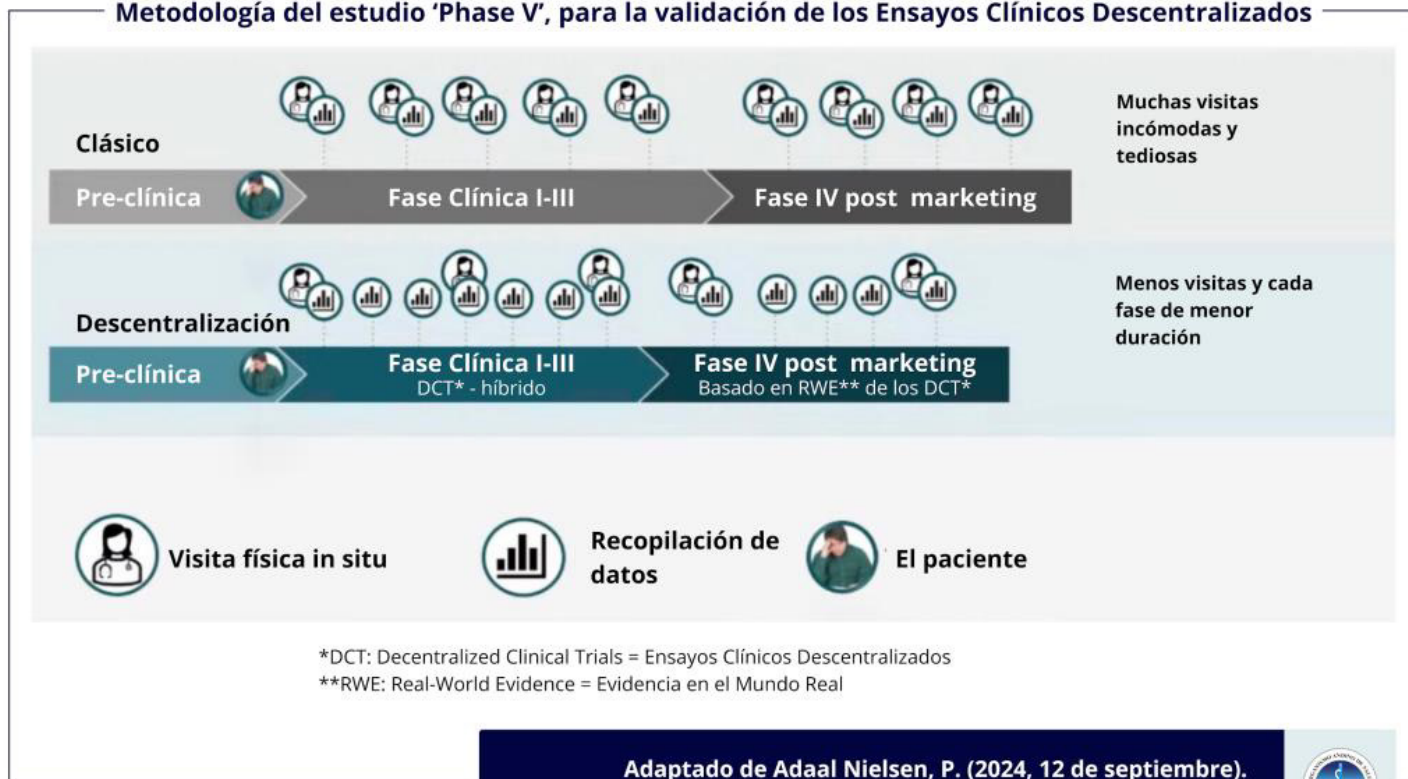 Metodología del estudio ‘Phase V’, para la validación de los Ensayos Clínicos Descentralizados
Clásico
Pre-clínica
Fase Clínica I-III
Fase IV post marketing
Muchas visitas
incómodas y
tediosas
Descentralización
Pre-clínica
Fase Clínica I-III
DCT* - híbrido
Fase IV post marketing
Basado en RWE** de los DCT*
Menos visitas y cada
fase de menor
duración
Visita física in situ
Recopilación de
datos
El paciente
*DCT: Decentralized Clinical Trials = Ensayos Clínicos Descentralizados
**RWE: Real-World Evidence = Evidencia en el Mundo Real
Adaptado de Adaal Nielsen, P. (2024, 12 de septiembre).